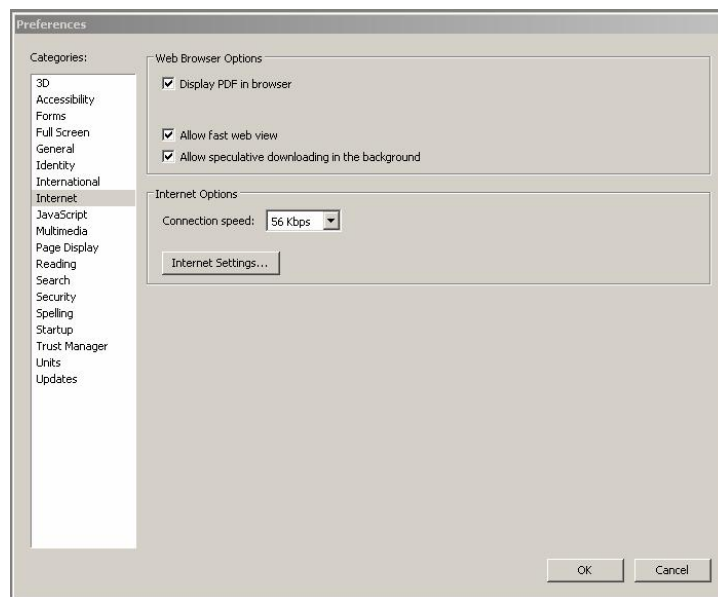 Preferences
Categories:
3D
Accessibility
Forms
Full Screen
General
Identity
International
Internet
JavaScript
Multimedia
Page Display
Reading
Search
Security
Spelling
Startup
Trust Manager
Units
Updates
Web Browser Options
Display PDF in browser
Allow fast web view
Allow speculative downloading in the background
Internet Options
Connection speed: 56 Kbps
Internet Settings...
OK Cancel